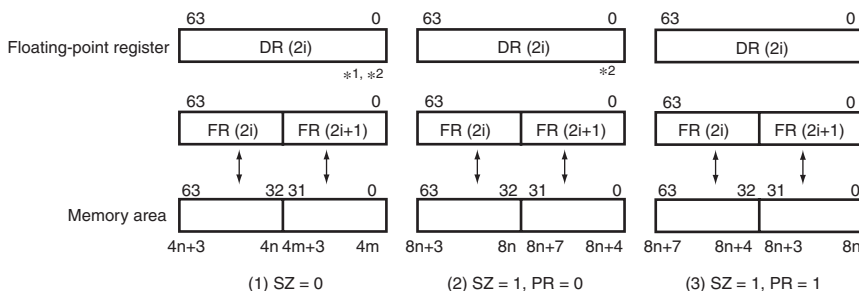 63 0 63 0 63 0
Floating-point register DR (2i) DR (2i) DR (2i)
*1, *2 *2
63 0 63 0 63 0
FR (2i) FR (2i+1) FR (2i) FR (2i+1) FR (2i) FR (2i+1)
63 32 31 0 63 32 31 0 63 32 31 0
Memory area
4n+3 4n 4m+3 4m 8n+3 8n 8n+7 8n+4 8n+7 8n+4 8n+3 8n
(1) SZ = 0 (2) SZ = 1, PR = 0 (3) SZ = 1, PR = 1